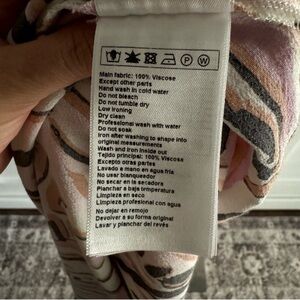 P W
Main fabric: 100% Viscose
Except other parts
Hand wash in cold water
Do not bleach
Do not tumble dry
Low ironing
Dry clean
Professional wash with water
Do not soak
Iron after washing to shape into
original measurements
Wash and iron inside out
Tejido principal: 100% Viscose
Excepto otras partes
Lavado a mano en agua fría
No usar blanqueador
No secar en la secadora
Planchar a baja temperatura
Limpieza en seco
Limpieza profesional con agua
No dejar en remojo
Devolver a su forma original
Lavar y planchar del revés